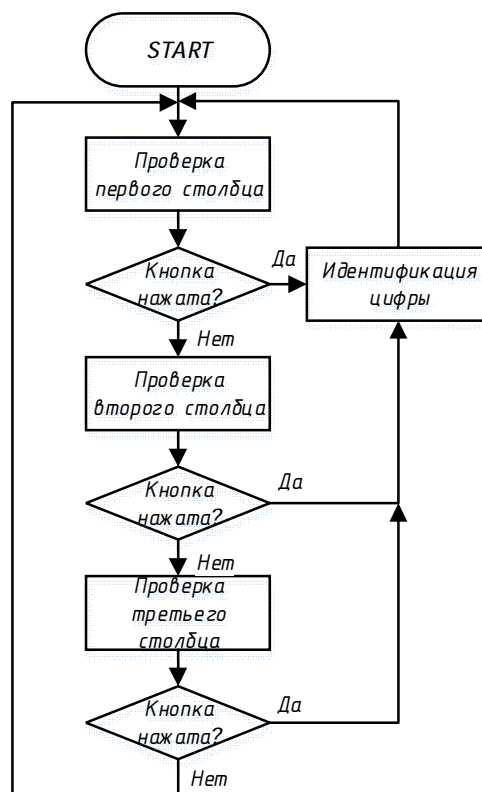 START
Проверка
первого столбца
Кнопка
нажата?
Да
Идентификация
цифры
Нет
Проверка
второго столбца
Кнопка
нажата?
Да
Нет
Проверка
третьего
столбца
Кнопка
нажата?
Да
Нет